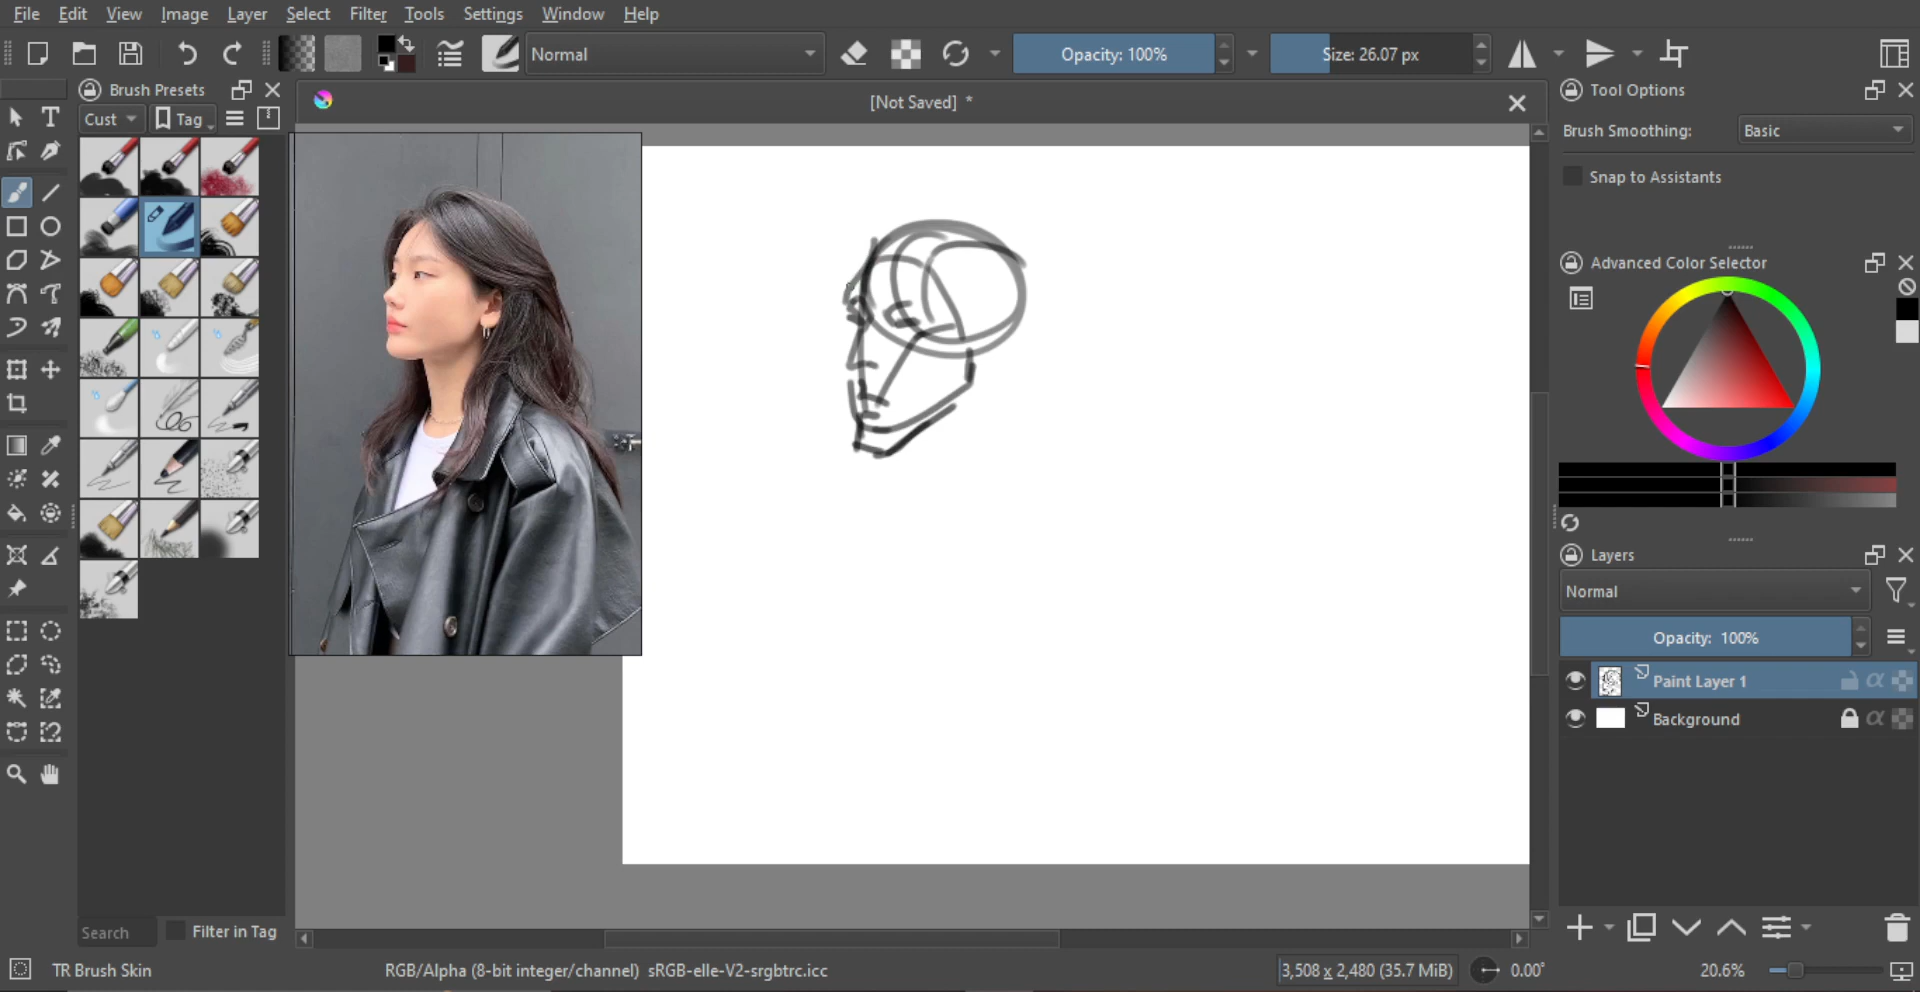 File Edit View Image Layer Select Filter Tools Settings Window Help
Normal
Opacity: 100%
Size: 26.07 px
Brush Presets
Cust
Tag
[Not Saved] *
Tool Options
Brush Smoothing:
Basic
Snap to Assistants
Advanced Color Selector
Layers
Normal
Opacity: 100%
Paint Layer 1
Background
Search
Filter in Tag
TR Brush Skin
RGB/Alpha (8-bit integer/channel) sRGB-elle-V2-srgbtrc.icc
3,508 x 2,480 (35.7 MiB)
0.00°
20.6%